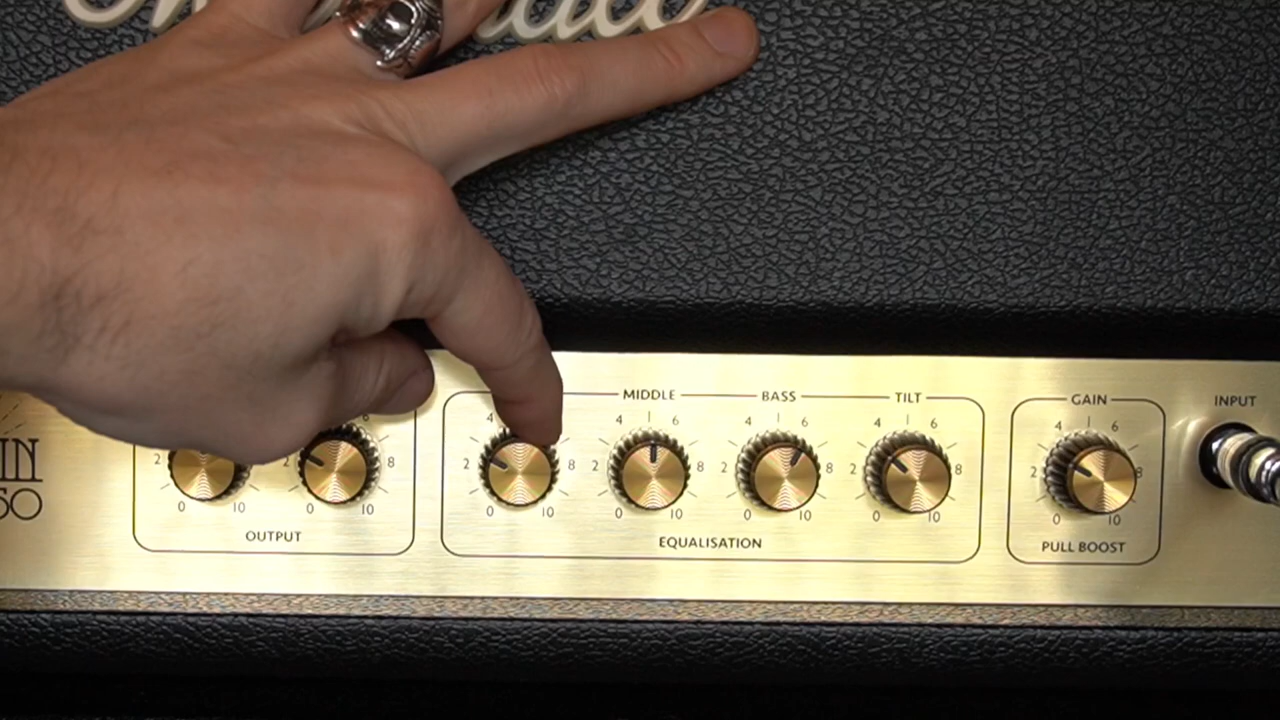 MIDDLE BASS TILT GAIN INPUT
4 4 6 4 6 4 6 4 6
2 8 2 8 2 8 2 8 2 8 2 8
0 10 0 10 0 10 0 10 0 10 0 10 0 10
OUTPUT EQUALISATION PULL BOOST